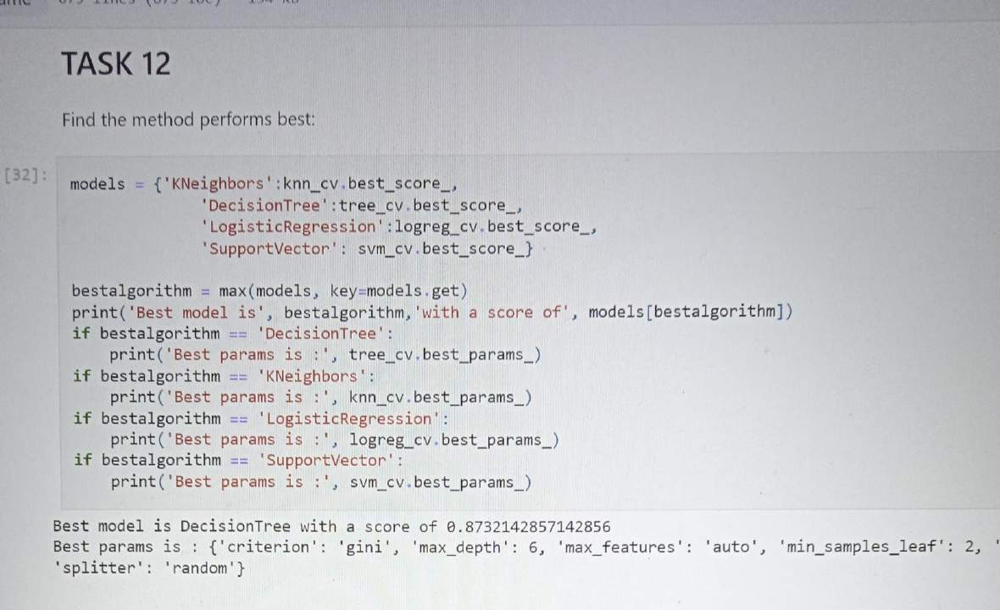 TASK 12
Find the method performs best:
[32]:
models = {'KNeighbors':knn_cv.best_score_,
'DecisionTree':tree_cv.best_score_,
'LogisticRegression':logreg_cv.best_score_,
'SupportVector': svm_cv.best_score_}
bestalgorithm = max(models, key=models.get)
print('Best model is', bestalgorithm,'with a score of', models[bestalgorithm])
if bestalgorithm == 'DecisionTree':
print('Best params is :', tree_cv.best_params_)
if bestalgorithm == 'KNeighbors':
print('Best params is :', knn_cv.best_params_)
if bestalgorithm == 'LogisticRegression':
print('Best params is :', logreg_cv.best_params_)
if bestalgorithm == 'SupportVector':
print('Best params is :', svm_cv.best_params_)
Best model is DecisionTree with a score of 0.8732142857142856
Best params is : {'criterion': 'gini', 'max_depth': 6, 'max_features': 'auto', 'min_samples_leaf': 2, '
'splitter': 'random'}